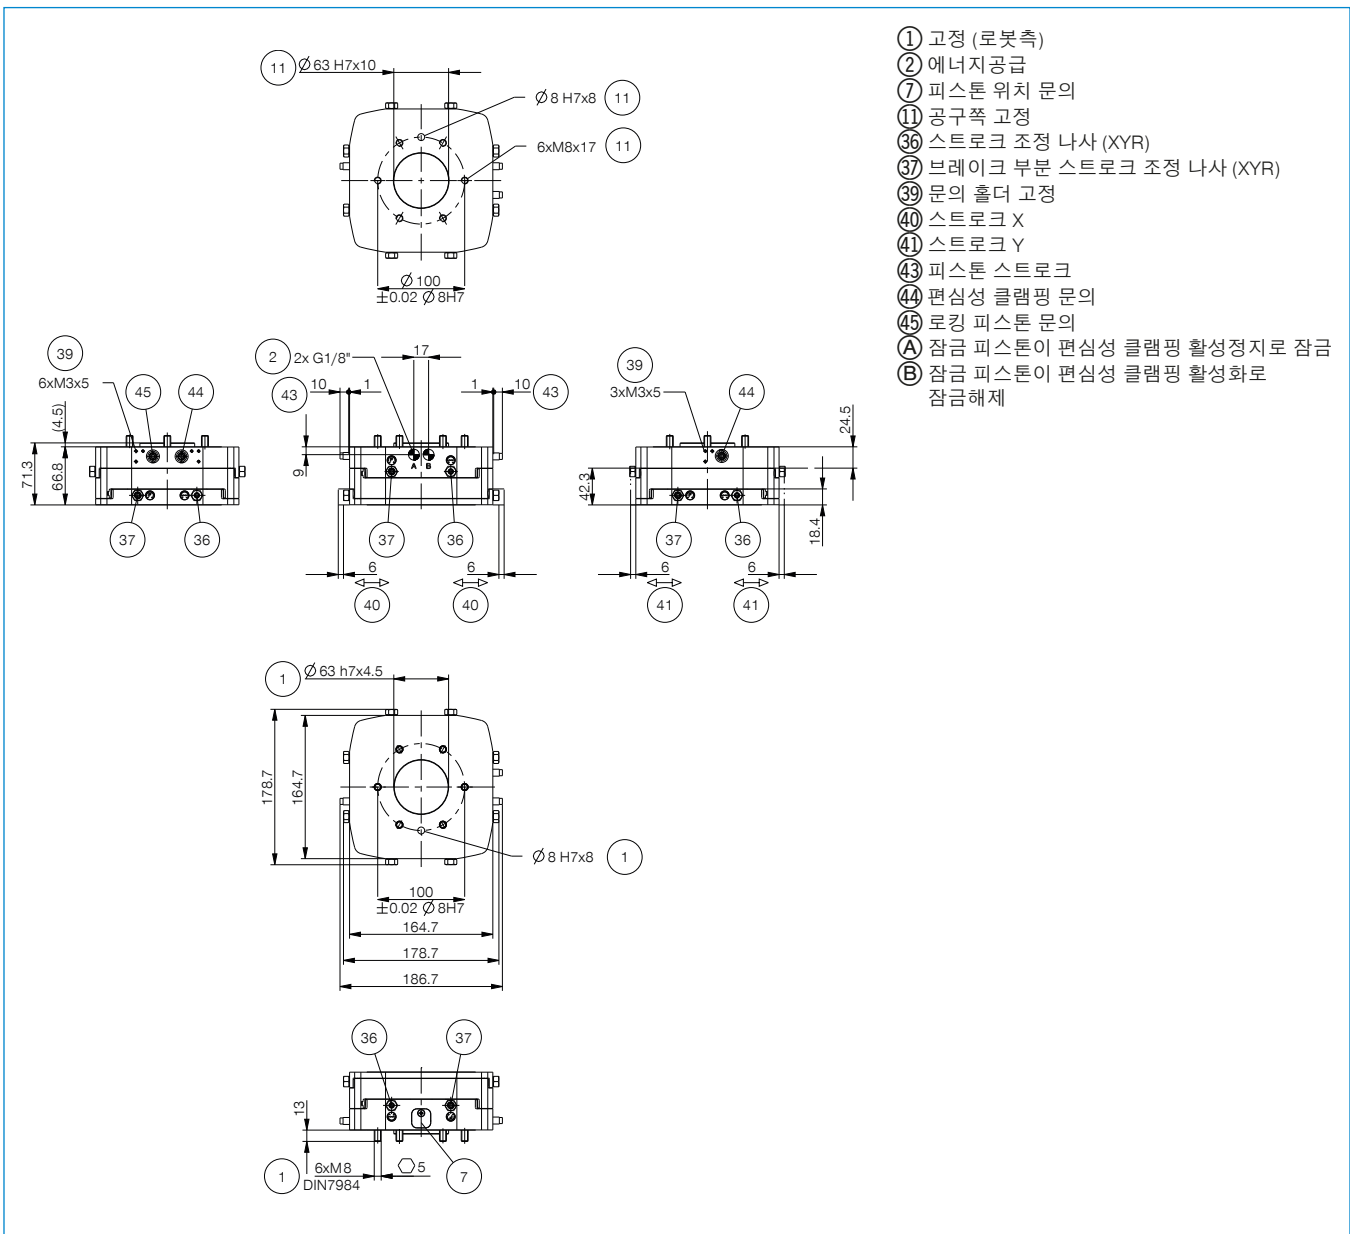 ① 고정 (로봇측)
② 에너지공급
⑦ 피스톤 위치 문의
⑪ 공구쪽 고정
㊱ 스트로크 조정 나사 (XYR)
㊲ 브레이크 부분 스트로크 조정 나사 (XYR)
㊴ 문의 홀더 고정
㊵ 스트로크 X
㊶ 스트로크 Y
㊸ 피스톤 스트로크
㊹ 편심성 클램핑 문의
㊺ 로킹 피스톤 문의
Ⓐ 잠금 피스톤이 편심성 클램핑 활성정지로 잠금
Ⓑ 잠금 피스톤이 편심성 클램핑 활성화로
잠금해제
11 Ø 63 H7x10
Ø 8 H7x8 11
6xM8x17 11
Ø 100
±0.02 Ø 8H7
39
6xM3x5
45 44
(4.5)
71.3
66.8
37 36
2 2x G1/8"
17
43 10 1
1 10 43
9
A B
37 36
6 6
40 40
39
3xM3x5
44
24.5
42.3
18.4
37 36
6 6
41 41
1 Ø 63 h7x4.5
178.7
164.7
Ø 8 H7x8 1
100
±0.02 Ø 8H7
164.7
178.7
186.7
36 37
13
1 6xM8
DIN7984
5
7